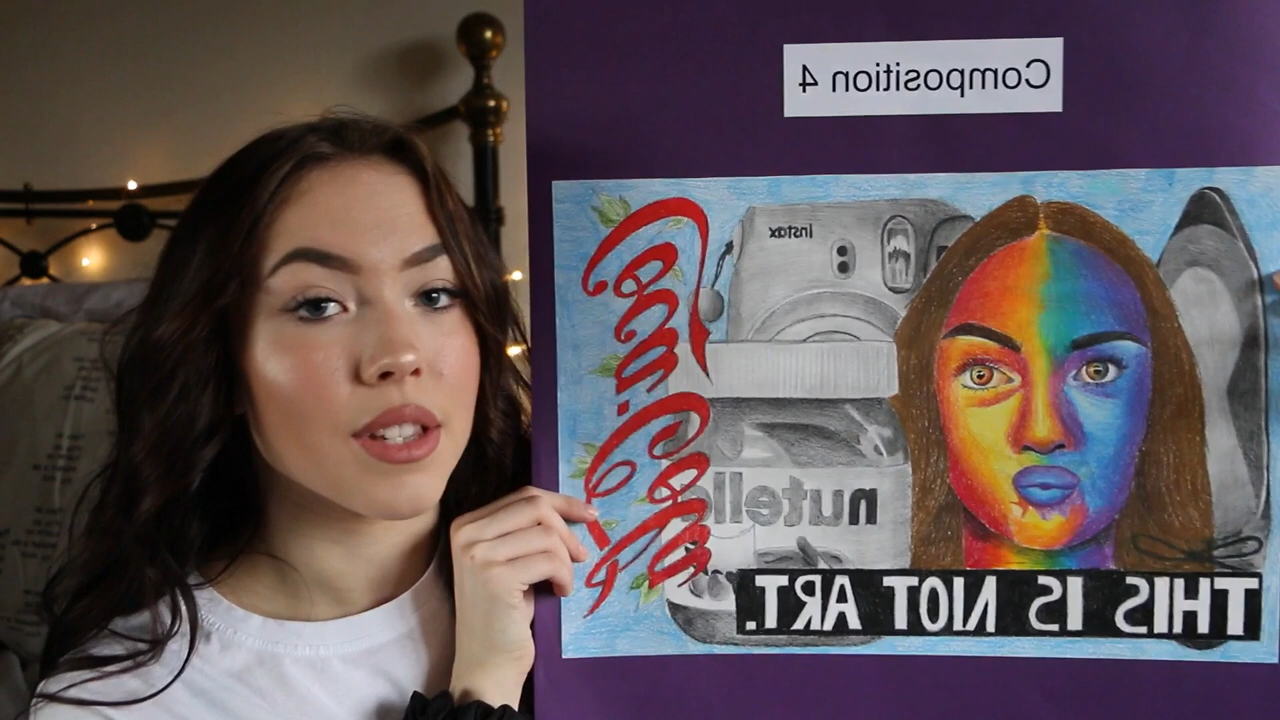 Composition 4
instax
Coca-Cola
nutella
THIS IS NOT ART.